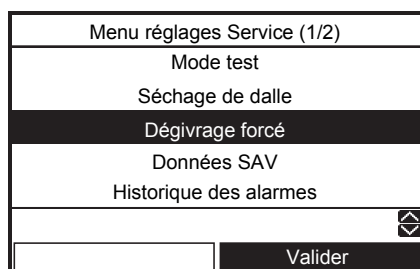 Menu réglages Service (1/2)
Mode test
Séchage de dalle
Dégivrage forcé
Données SAV
Historique des alarmes
Valider